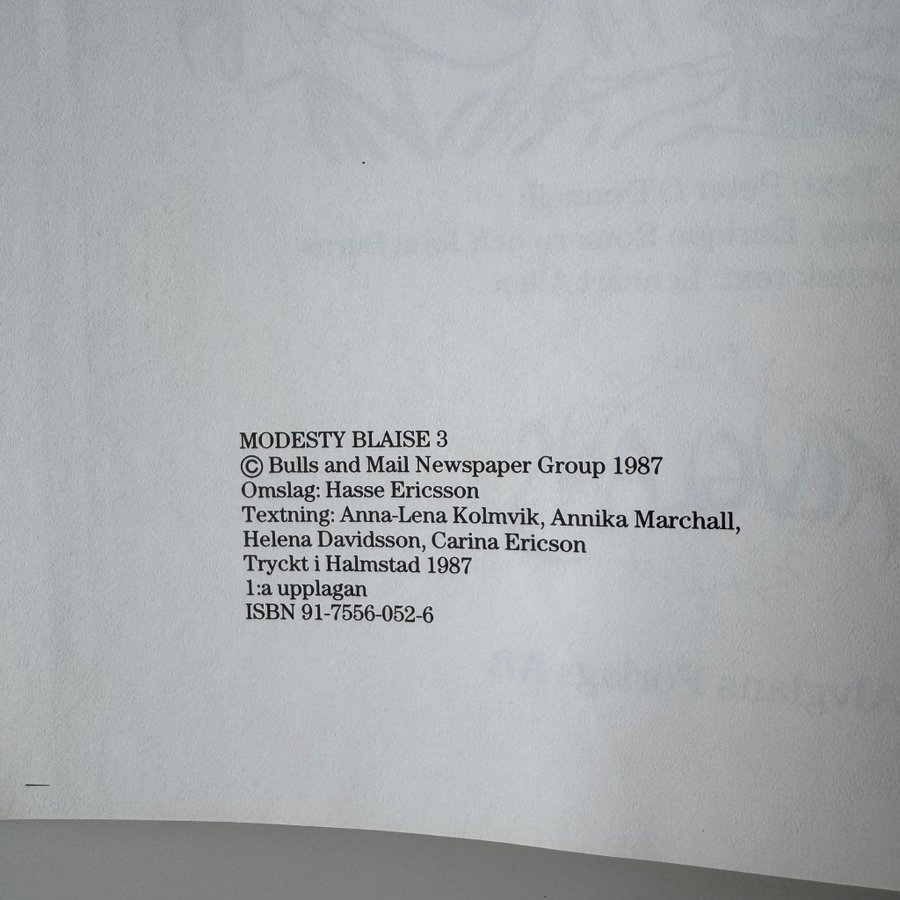 MODESTY BLAISE 3
© Bulls and Mail Newspaper Group 1987
Omslag: Hasse Ericsson
Textning: Anna-Lena Kolmvik, Annika Marchall,
Helena Davidsson, Carina Ericson
Tryckt i Halmstad 1987
1:a upplagan
ISBN 91-7556-052-6